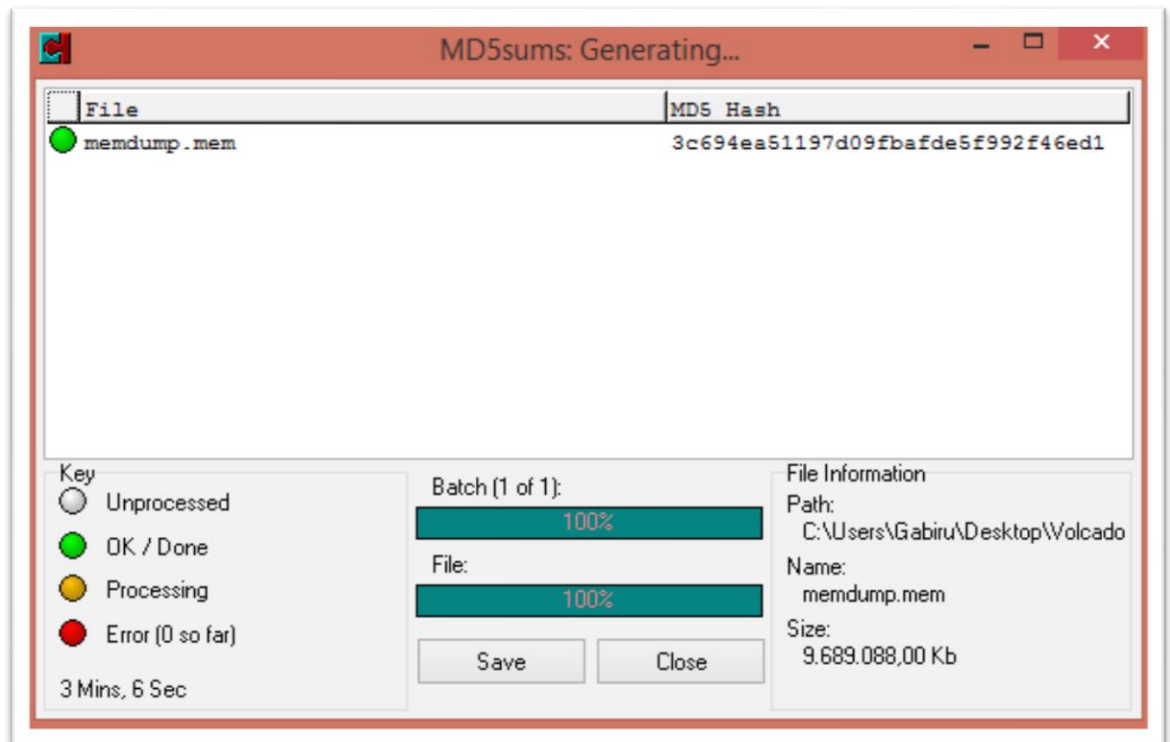 MD5sums: Generating...
File MD5 Hash
memdump.mem 3c694ea51197d09fbafde5f992f46ed1
Key
Unprocessed
OK / Done
Processing
Error (0 so far)
3 Mins, 6 Sec
Batch (1 of 1):
100%
File:
100%
Save Close
File Information
Path:
C:\Users\Gabiru\Desktop\Volcado
Name:
memdump.mem
Size:
9.689.088,00 Kb